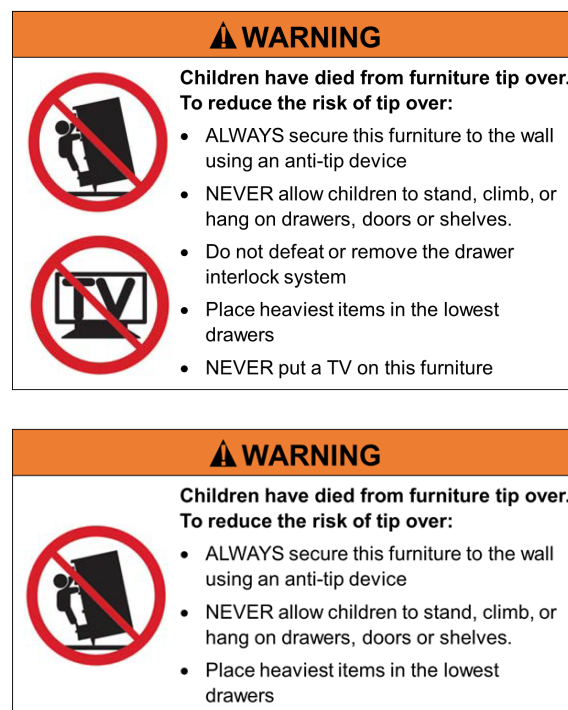 WARNING
Children have died from furniture tip over.
To reduce the risk of tip over:
• ALWAYS secure this furniture to the wall
using an anti-tip device
• NEVER allow children to stand, climb, or
hang on drawers, doors or shelves.
• Do not defeat or remove the drawer
interlock system
• Place heaviest items in the lowest
drawers
• NEVER put a TV on this furniture
TV
WARNING
Children have died from furniture tip over.
To reduce the risk of tip over:
• ALWAYS secure this furniture to the wall
using an anti-tip device
• NEVER allow children to stand, climb, or
hang on drawers, doors or shelves.
• Place heaviest items in the lowest
drawers